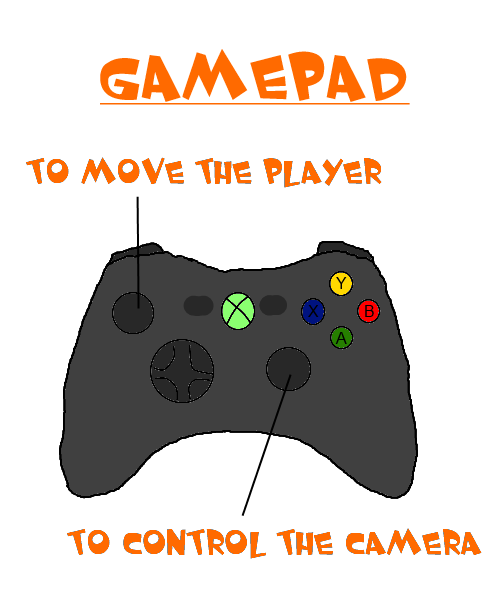 GAMEPAD
TO MOVE THE PLAYER
Y
X B
A
TO CONTROL THE CAMERA